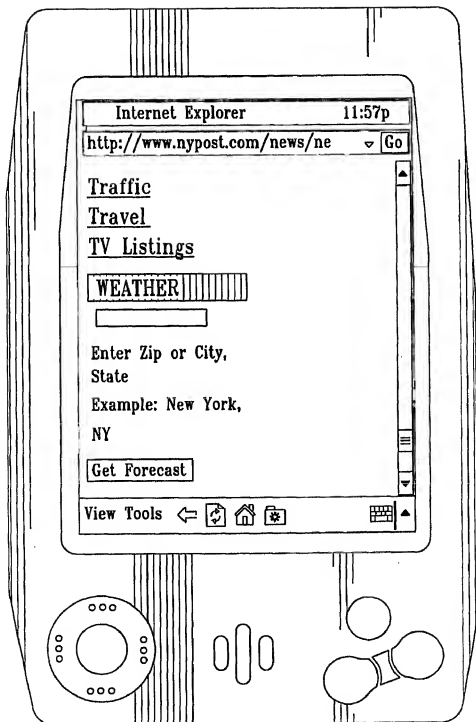 Internet Explorer 11:57p
http://www.nypost.com/news/ne Go
Traffic
Travel
TV Listings
WEATHER
Enter Zip or City,
State
Example: New York,
NY
Get Forecast
View Tools